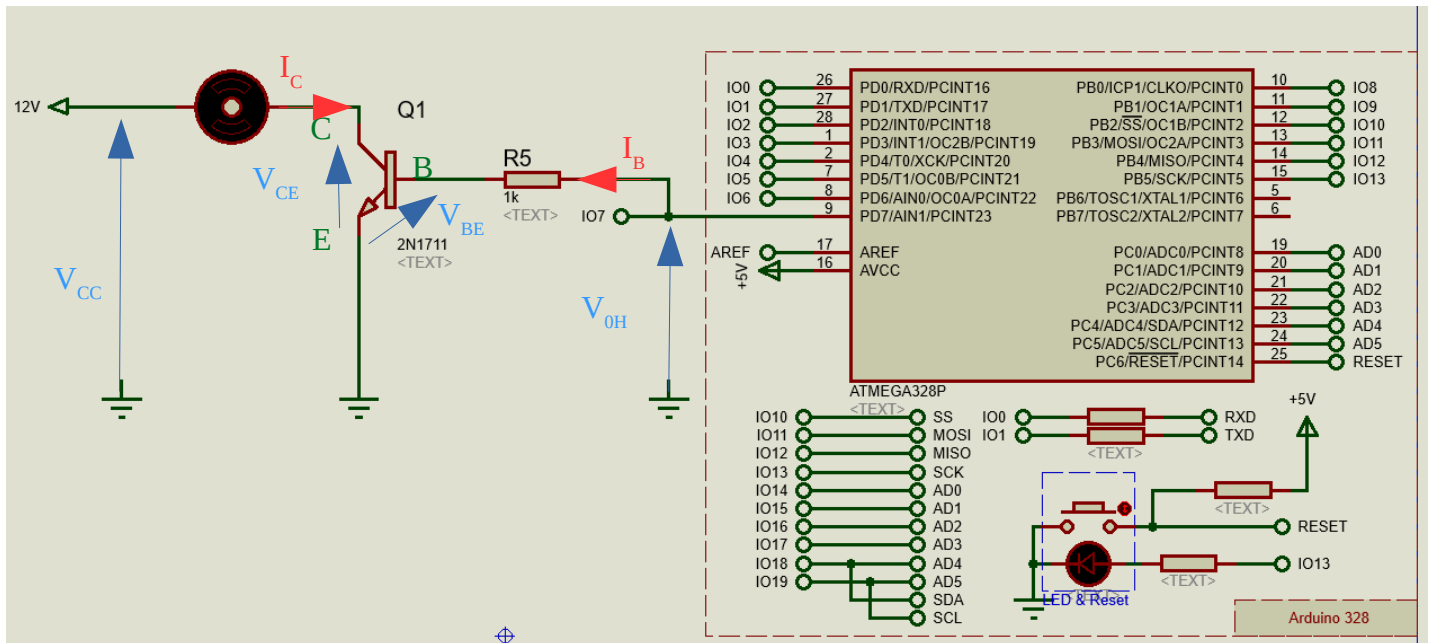 12V
I_C
C
Q1
B
R5
1k
<TEXT>
I_B
V_CE
V_BE
E
2N1711
<TEXT>
V_CC
V_0H
IO7
IO0 26 PD0/RXD/PCINT16
IO1 27 PD1/TXD/PCINT17
IO2 28 PD2/INT0/PCINT18
IO3 1 PD3/INT1/OC2B/PCINT19
IO4 2 PD4/T0/XCK/PCINT20
IO5 7 PD5/T1/OC0B/PCINT21
IO6 8 PD6/AIN0/OC0A/PCINT22
9 PD7/AIN1/PCINT23
AREF 17 AREF
+5V 16 AVCC
PB0/ICP1/CLKO/PCINT0 10 IO8
PB1/OC1A/PCINT1 11 IO9
PB2/SS/OC1B/PCINT2 12 IO10
PB3/MOSI/OC2A/PCINT3 13 IO11
PB4/MISO/PCINT4 14 IO12
PB5/SCK/PCINT5 15 IO13
PB6/TOSC1/XTAL1/PCINT6 5
PB7/TOSC2/XTAL2/PCINT7 6
PC0/ADC0/PCINT8 19 AD0
PC1/ADC1/PCINT9 20 AD1
PC2/ADC2/PCINT10 21 AD2
PC3/ADC3/PCINT11 22 AD3
PC4/ADC4/SDA/PCINT12 23 AD4
PC5/ADC5/SCL/PCINT13 24 AD5
PC6/RESET/PCINT14 25 RESET
ATMEGA328P
<TEXT>
IO10 SS
IO11 MOSI
IO12 MISO
IO13 SCK
IO14 AD0
IO15 AD1
IO16 AD2
IO17 AD3
IO18 AD4
IO19 AD5
SDA
SCL
IO0 RXD
IO1 TXD
<TEXT>
+5V
<TEXT>
RESET
IO13
<TEXT>
<TEXT>
LED & Reset
Arduino 328